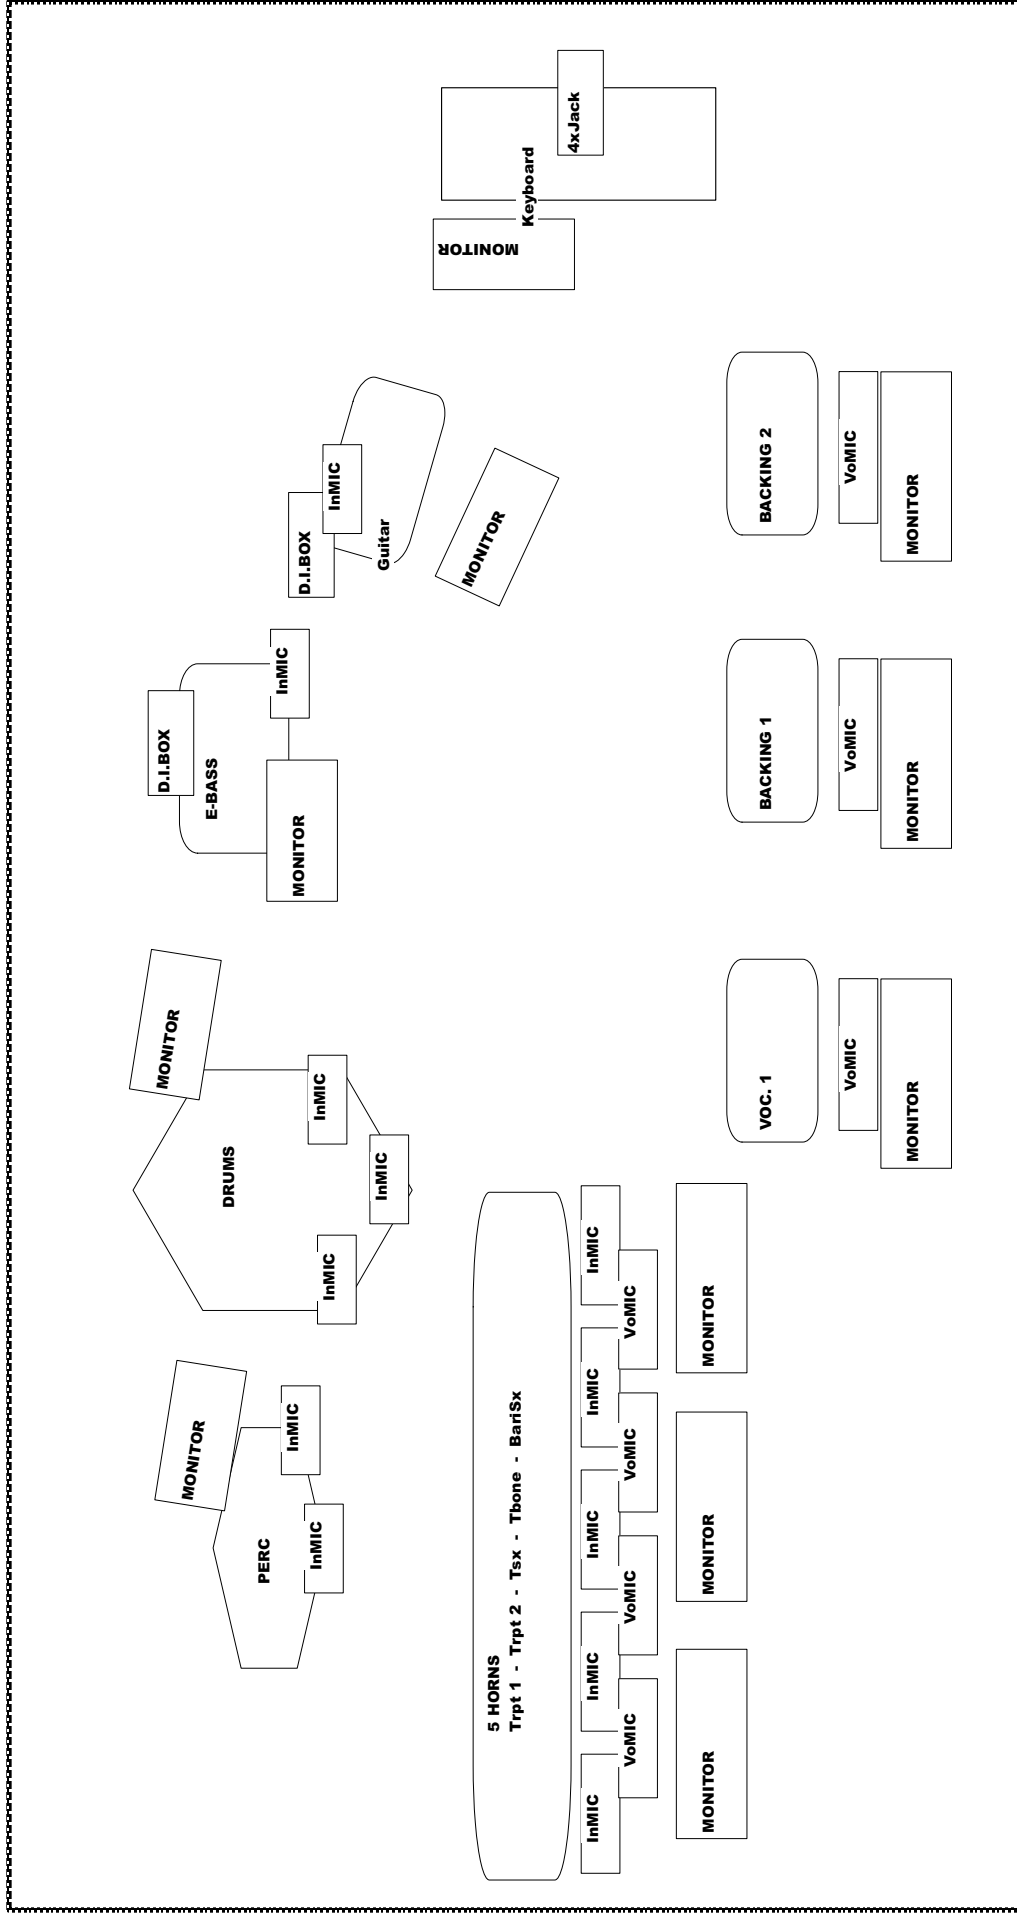 MONITOR
MONITOR
D.I.BOX
D.I.BOX
E-BASS
InMIC
InMIC
Guitar
MONITOR
MONITOR
MONITOR
Keyboard
4xJack
DRUMS
InMIC
InMIC
InMIC
PERC
InMIC
InMIC
5 HORNS
Trpt 1 - Trpt 2 - Tsx - Tbone - BariSx
InMIC
InMIC
InMIC
InMIC
InMIC
VoMIC
VoMIC
VoMIC
VoMIC
MONITOR
MONITOR
MONITOR
VOC. 1
BACKING 1
BACKING 2
VoMIC
VoMIC
VoMIC
MONITOR
MONITOR
MONITOR